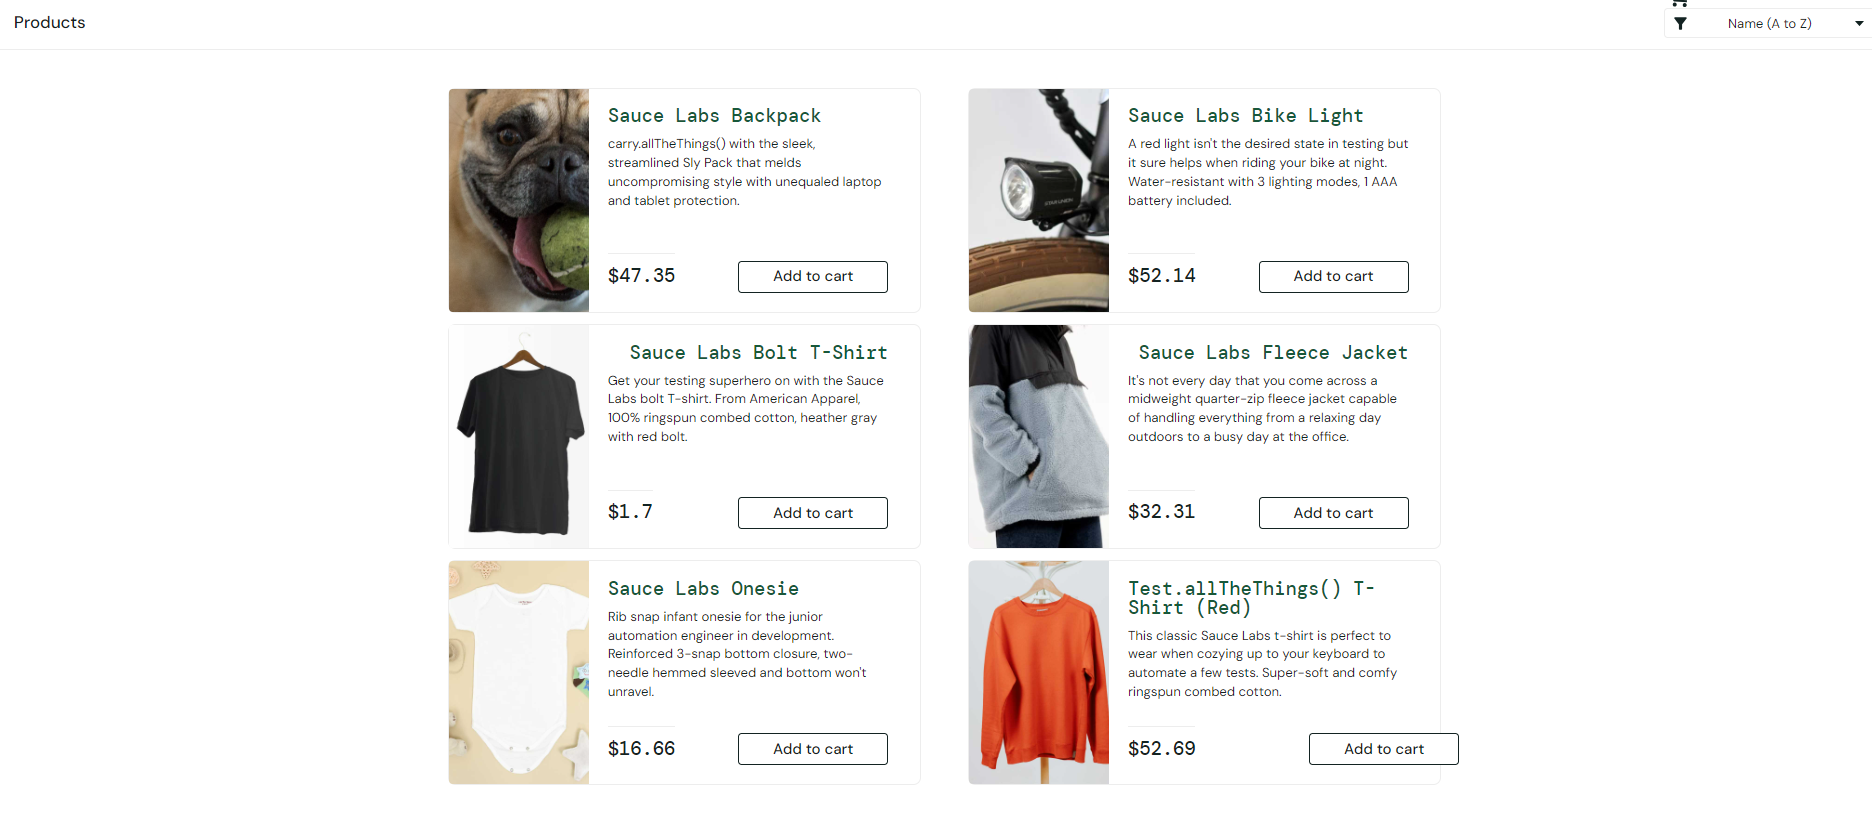 Products
Name (A to Z)
Sauce Labs Backpack
carry.allTheThings() with the sleek,
streamlined Sly Pack that melds
uncompromising style with unequaled laptop
and tablet protection.
$47.35
Add to cart
Sauce Labs Bike Light
A red light isn't the desired state in testing but
it sure helps when riding your bike at night.
Water-resistant with 3 lighting modes, 1 AAA
battery included.
$52.14
Add to cart
Sauce Labs Bolt T-Shirt
Get your testing superhero on with the Sauce
Labs bolt T-shirt. From American Apparel,
100% ringspun combed cotton, heather gray
with red bolt.
$1.7
Add to cart
Sauce Labs Fleece Jacket
It's not every day that you come across a
midweight quarter-zip fleece jacket capable
of handling everything from a relaxing day
outdoors to a busy day at the office.
$32.31
Add to cart
Sauce Labs Onesie
Rib snap infant onesie for the junior
automation engineer in development.
Reinforced 3-snap bottom closure, two-
needle hemmed sleeved and bottom won't
unravel.
$16.66
Add to cart
Test.allTheThings() T-
Shirt (Red)
This classic Sauce Labs t-shirt is perfect to
wear when cozying up to your keyboard to
automate a few tests. Super-soft and comfy
ringspun combed cotton.
$52.69
Add to cart